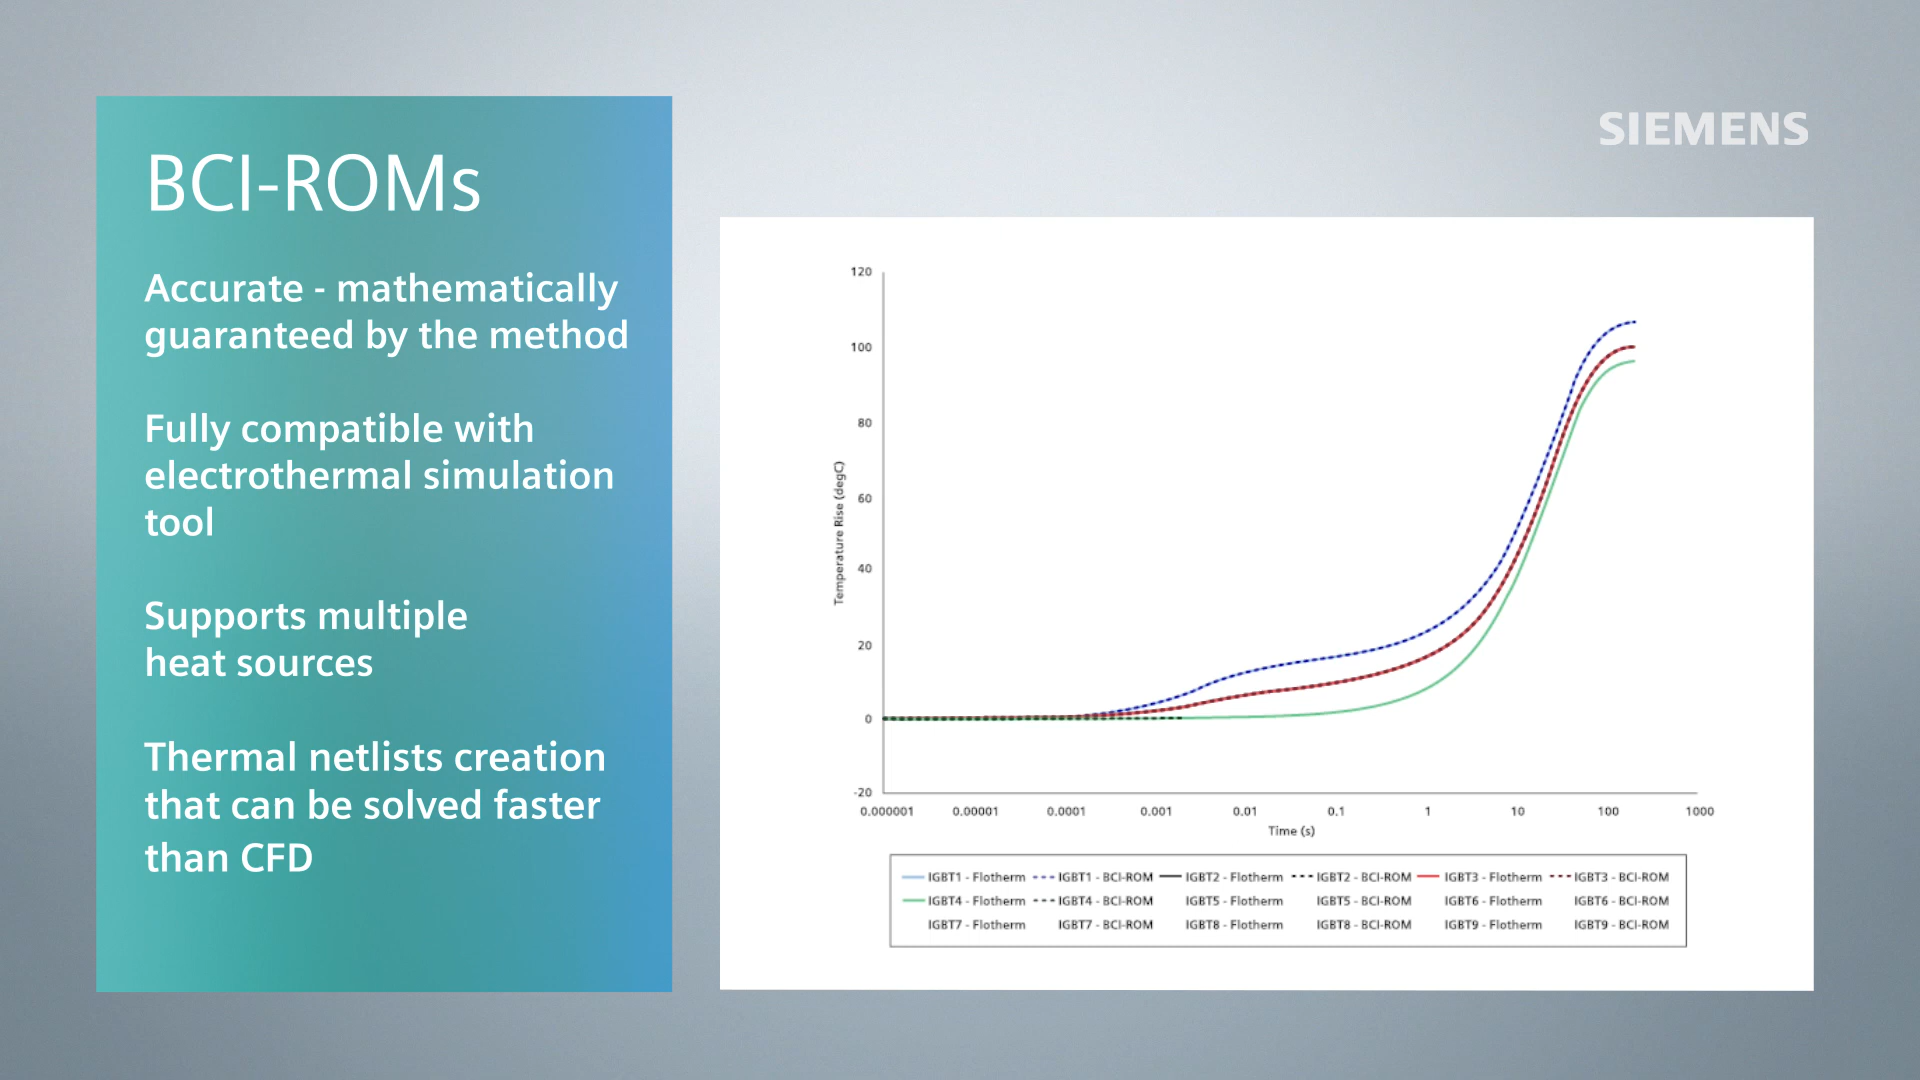 SIEMENS
BCI-ROMs
Accurate - mathematically
guaranteed by the method
Fully compatible with
electrothermal simulation
tool
Supports multiple
heat sources
Thermal netlists creation
that can be solved faster
than CFD
120
100
80
60
40
20
0
-20
Temperature Rise (degC)
0.000001 0.00001 0.0001 0.001 0.01 0.1 1 10 100 1000
Time (s)
IGBT1 - Flotherm IGBT1 - BCI-ROM IGBT2 - Flotherm IGBT2 - BCI-ROM IGBT3 - Flotherm IGBT3 - BCI-ROM
IGBT4 - Flotherm IGBT4 - BCI-ROM IGBT5 - Flotherm IGBT5 - BCI-ROM IGBT6 - Flotherm IGBT6 - BCI-ROM
IGBT7 - Flotherm IGBT7 - BCI-ROM IGBT8 - Flotherm IGBT8 - BCI-ROM IGBT9 - Flotherm IGBT9 - BCI-ROM